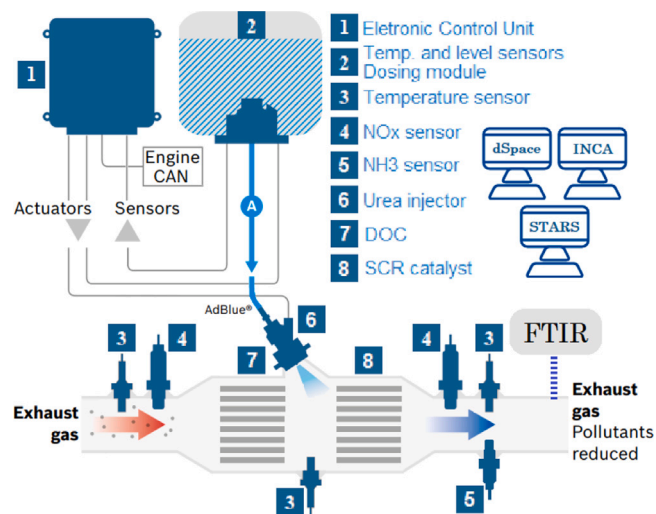 1
2
1 Eletronic Control Unit
2 Temp. and level sensors
Dosing module
3 Temperature sensor
4 NOx sensor
5 NH3 sensor
6 Urea injector
7 DOC
8 SCR catalyst
dSpace
INCA
STARS
Engine
CAN
Actuators
Sensors
A
AdBlue®
6
3
4
7
8
4
3
FTIR
Exhaust
gas
Exhaust
gas
Pollutants
reduced
3
5